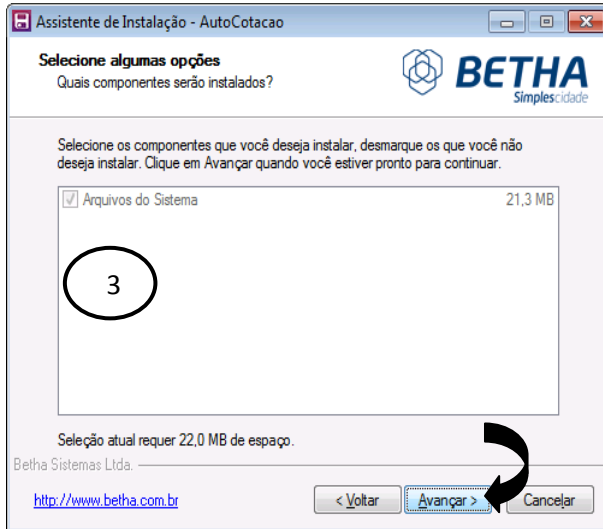 Assistente de Instalação - AutoCotacao
Selecione algumas opções
Quais componentes serão instalados?
BETHA
Simplescidade
Selecione os componentes que você deseja instalar, desmarque os que você não
deseja instalar. Clique em Avançar quando você estiver pronto para continuar.
Arquivos do Sistema 21,3 MB
3
Seleção atual requer 22,0 MB de espaço.
Betha Sistemas Ltda.
http://www.betha.com.br < Voltar Avançar > Cancelar